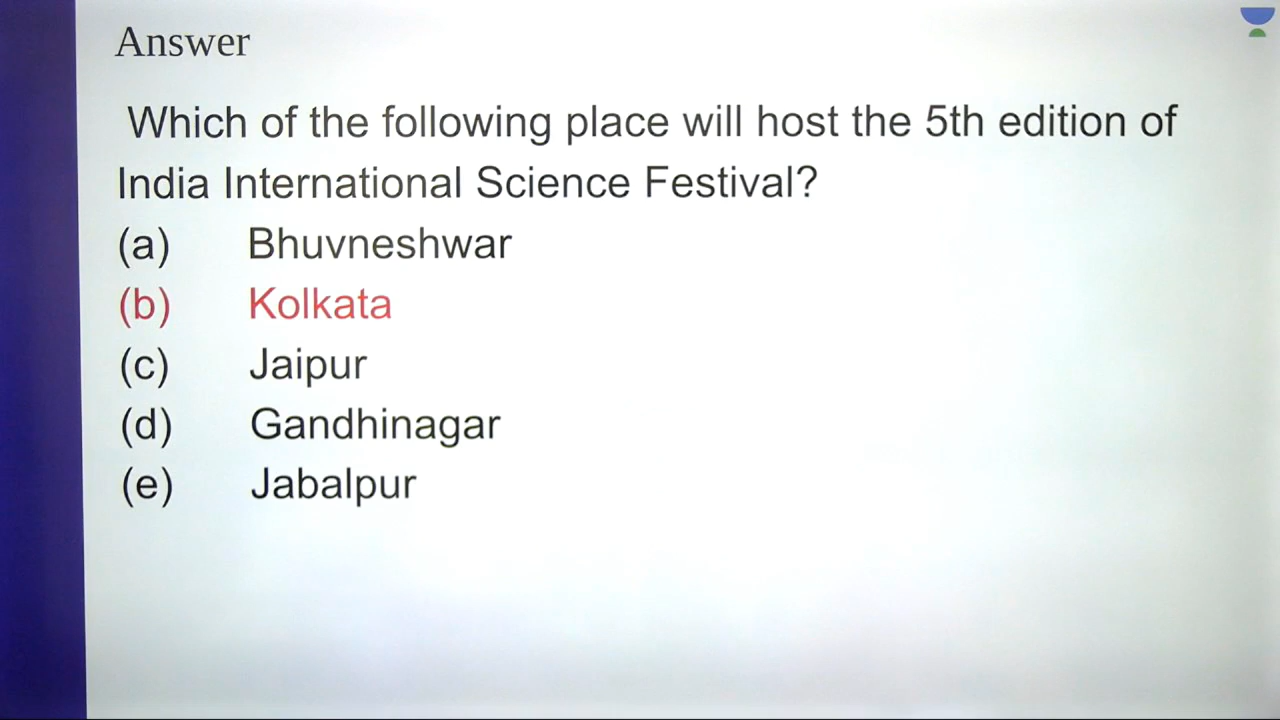 Answer
Which of the following place will host the 5th edition of
India International Science Festival?
(a) Bhuvneshwar
(b) Kolkata
(c) Jaipur
(d) Gandhinagar
(e) Jabalpur